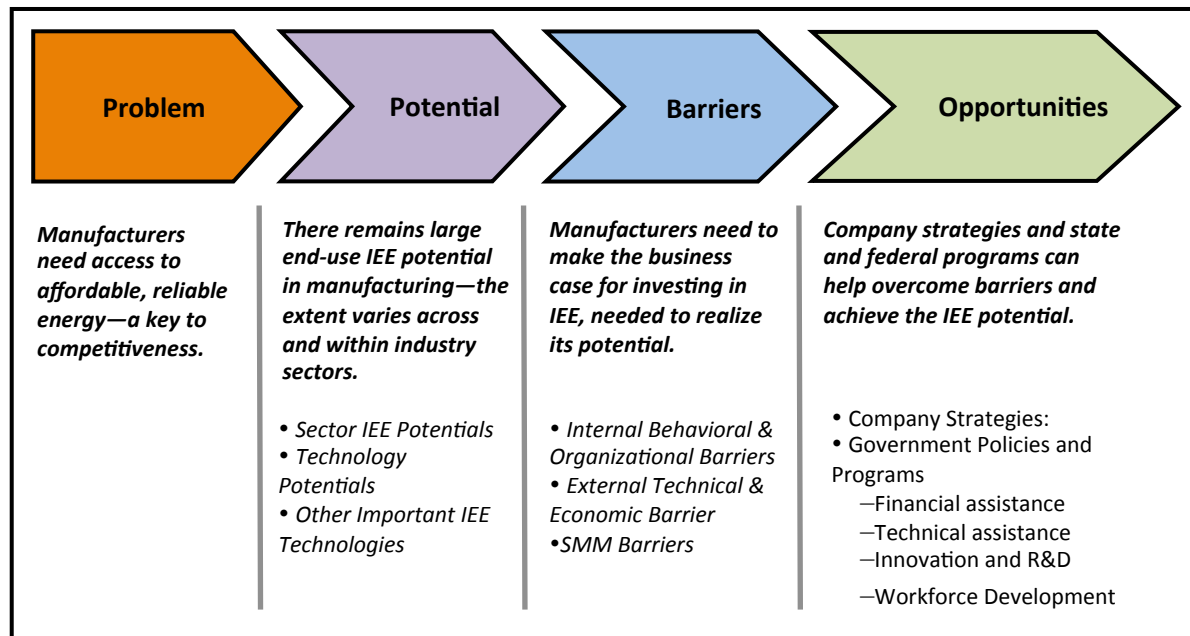 Problem
Potential
Barriers
Opportunities
Manufacturers
need access to
affordable, reliable
energy—a key to
competitiveness.
There remains large
end-use IEE potential
in manufacturing—the
extent varies across
and within industry
sectors.
• Sector IEE Potentials
• Technology
Potentials
• Other Important IEE
Technologies
Manufacturers need to
make the business
case for investing in
IEE, needed to realize
its potential.
• Internal Behavioral &
Organizational Barriers
• External Technical &
Economic Barrier
•SMM Barriers
Company strategies and state
and federal programs can
help overcome barriers and
achieve the IEE potential.
• Company Strategies:
• Government Policies and
Programs
—Financial assistance
—Technical assistance
—Innovation and R&D
—Workforce Development